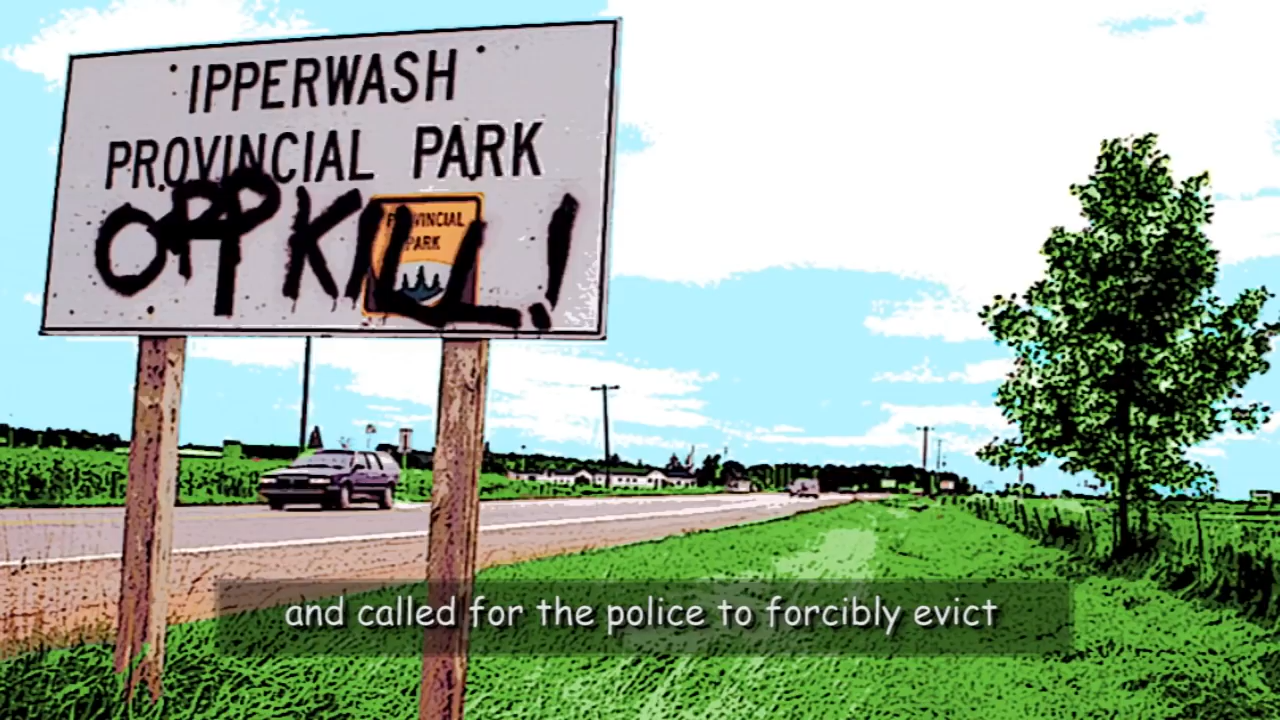 IPPERWASH
PROVINCIAL PARK
OPP KILL!
PROVINCIAL
PARK
and called for the police to forcibly evict